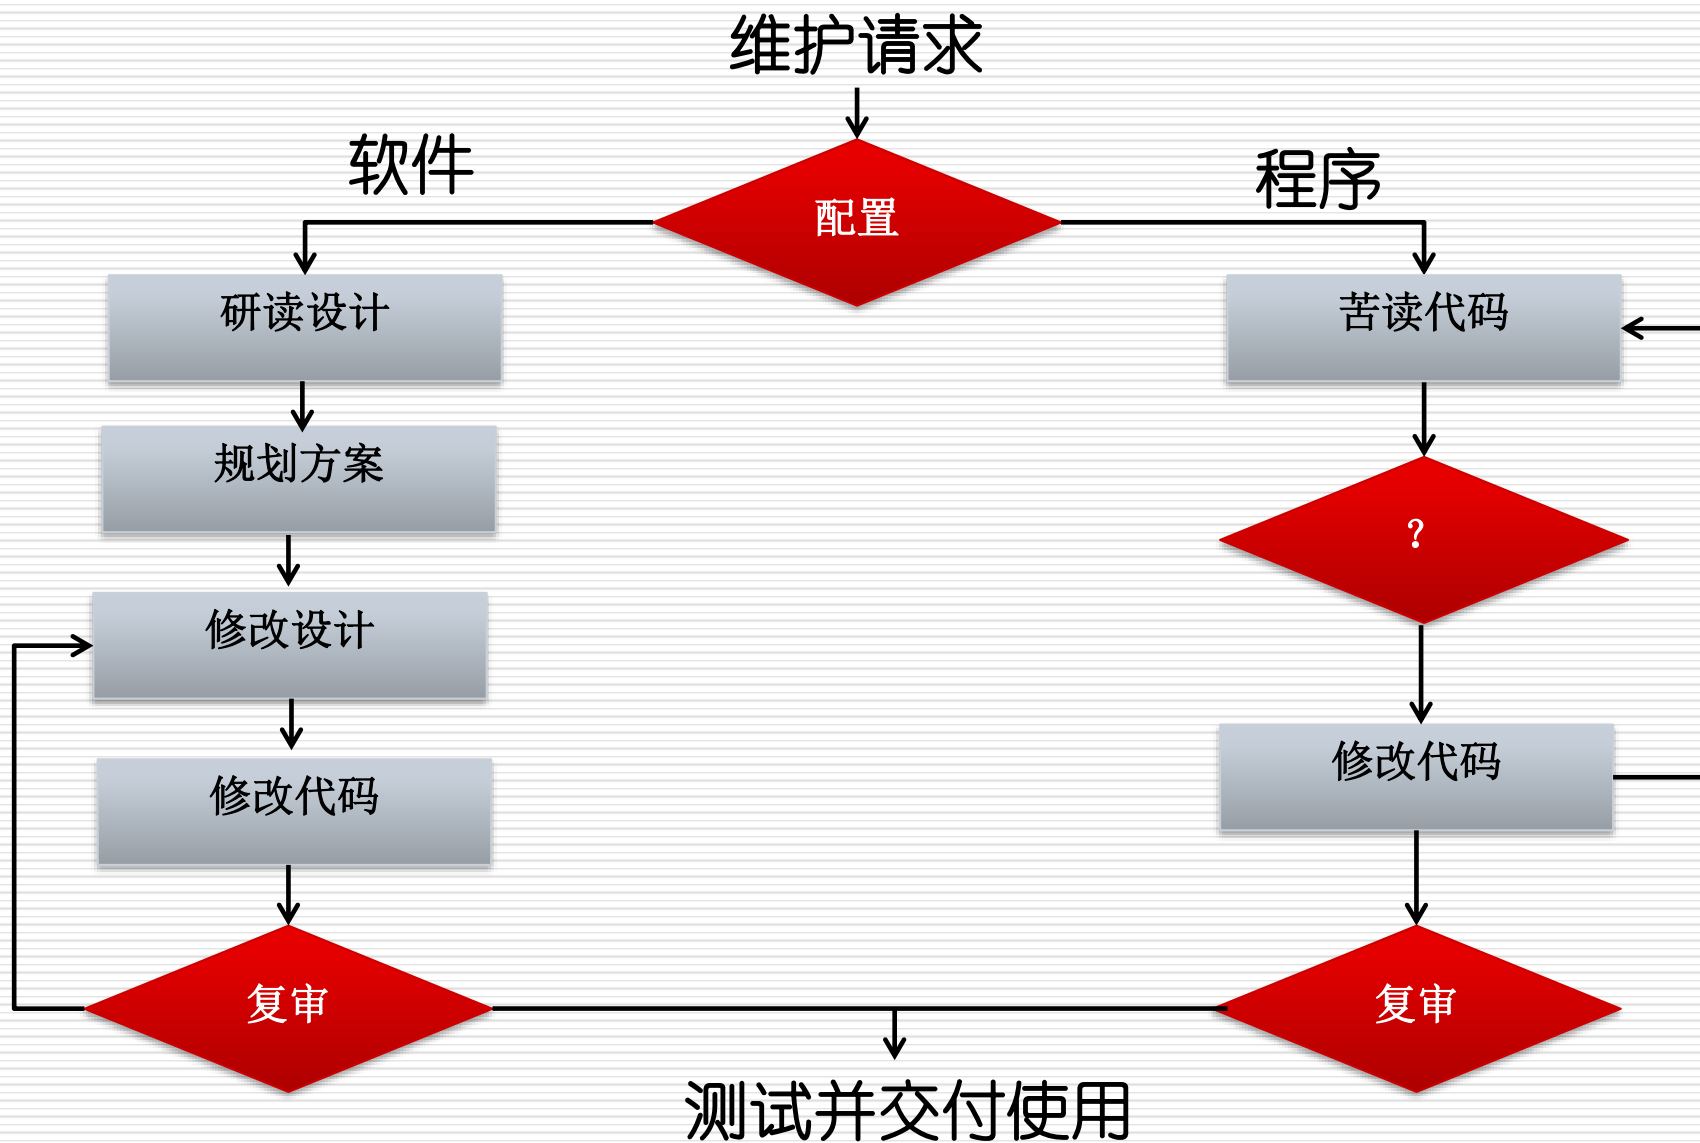 维护请求
软件
程序
配置
研读设计
苦读代码
规划方案
？
修改设计
修改代码
修改代码
复审
复审
测试并交付使用